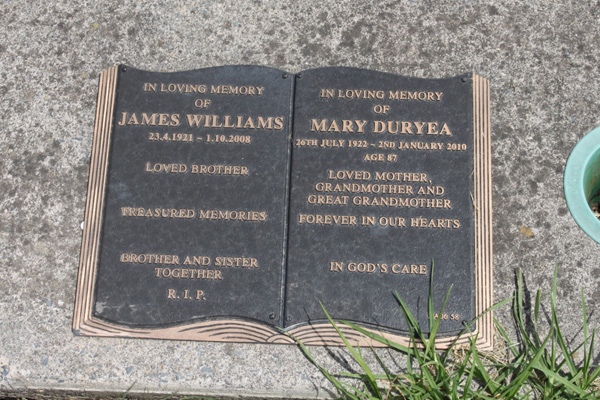 IN LOVING MEMORY
OF
JAMES WILLIAMS
23.4.1921 ~ 1.10.2008
LOVED BROTHER
TREASURED MEMORIES
BROTHER AND SISTER
TOGETHER
R. I. P.
IN LOVING MEMORY
OF
MARY DURYEA
26TH JULY 1922 ~ 2ND JANUARY 2010
AGE 87
LOVED MOTHER,
GRANDMOTHER AND
GREAT GRANDMOTHER
FOREVER IN OUR HEARTS
IN GOD'S CARE